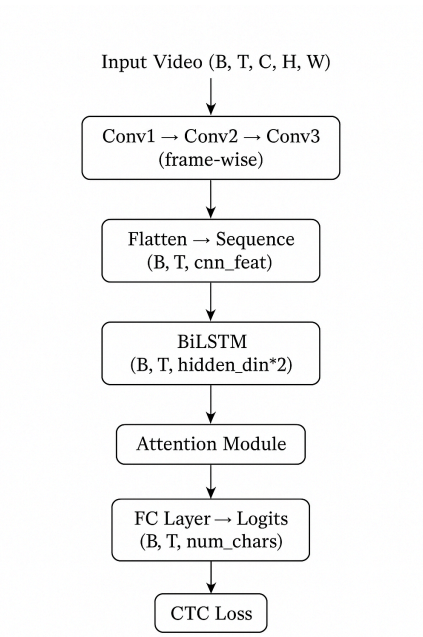 Input Video (B, T, C, H, W)
Conv1 → Conv2 → Conv3
(frame-wise)
Flatten → Sequence
(B, T, cnn_feat)
BiLSTM
(B, T, hidden_din*2)
Attention Module
FC Layer → Logits
(B, T, num_chars)
CTC Loss